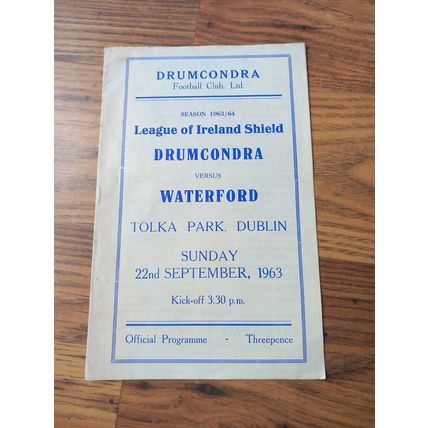 DRUMCONDRA
Football Club, Ltd.
SEASON 1963/64
League of Ireland Shield
DRUMCONDRA
VERSUS
WATERFORD
TOLKA PARK, DUBLIN
SUNDAY
22nd SEPTEMBER, 1963
Kick-off 3.30 p.m.
Official Programme - Threepence